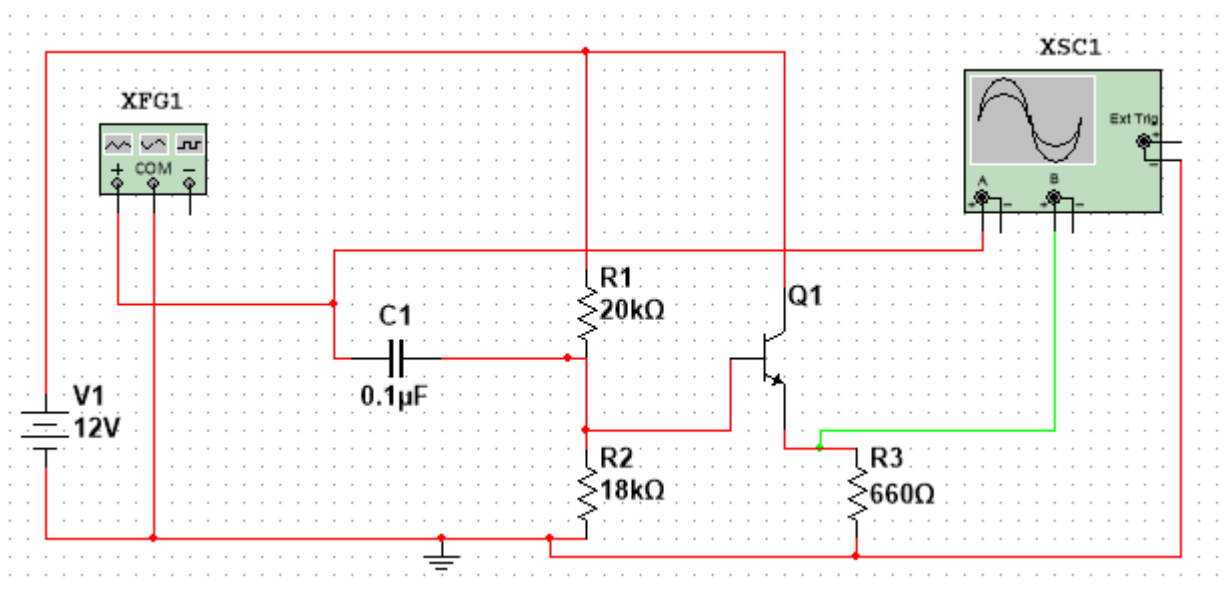 XSC1
XFG1
Ext Trig
+
-
+ COM -
A
B
+ - + -
R1
20kΩ
Q1
C1
0.1µF
V1
12V
R2
18kΩ
R3
660Ω